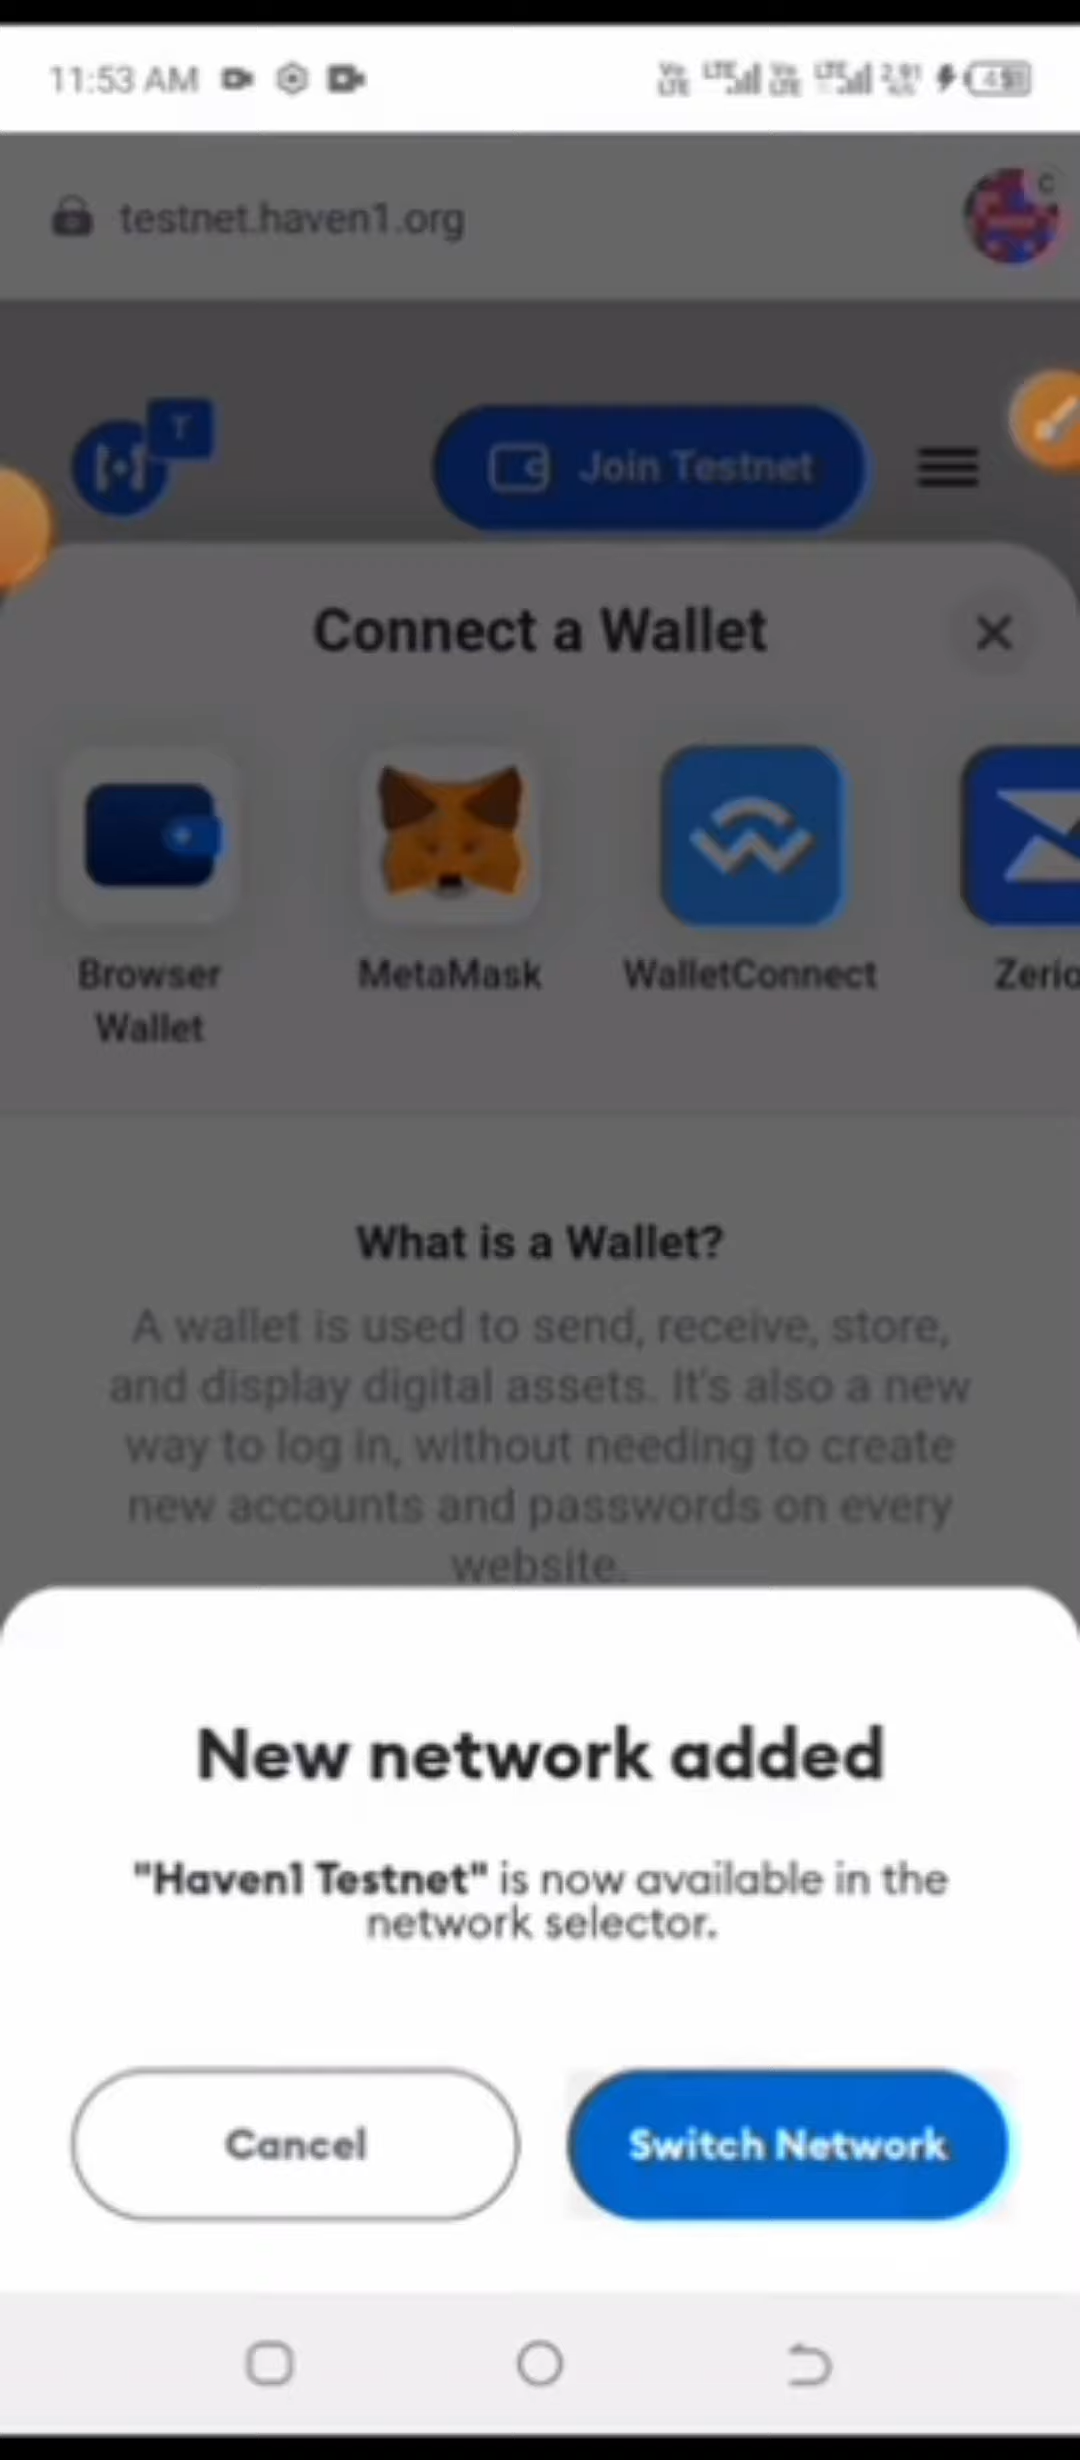 11:53 AM
testnet.haven1.org
T
Join Testnet
Connect a Wallet
Browser
Wallet
MetaMask
WalletConnect
Zerio
What is a Wallet?
A wallet is used to send, receive, store,
and display digital assets. It's also a new
way to log in, without needing to create
new accounts and passwords on every
website.
New network added
"Haven1 Testnet" is now available in the
network selector.
Cancel
Switch Network